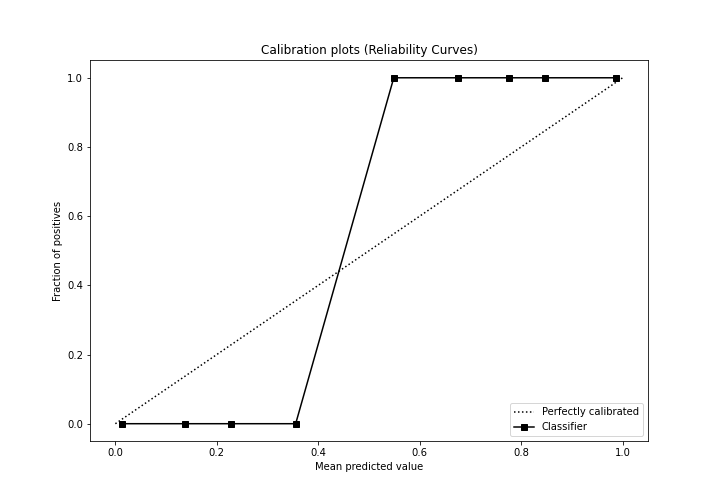 Calibration plots (Reliability Curves)
1.0
0.8
0.6
0.4
0.2
0.0
Fraction of positives
0.0 0.2 0.4 0.6 0.8 1.0
Mean predicted value
Perfectly calibrated
Classifier